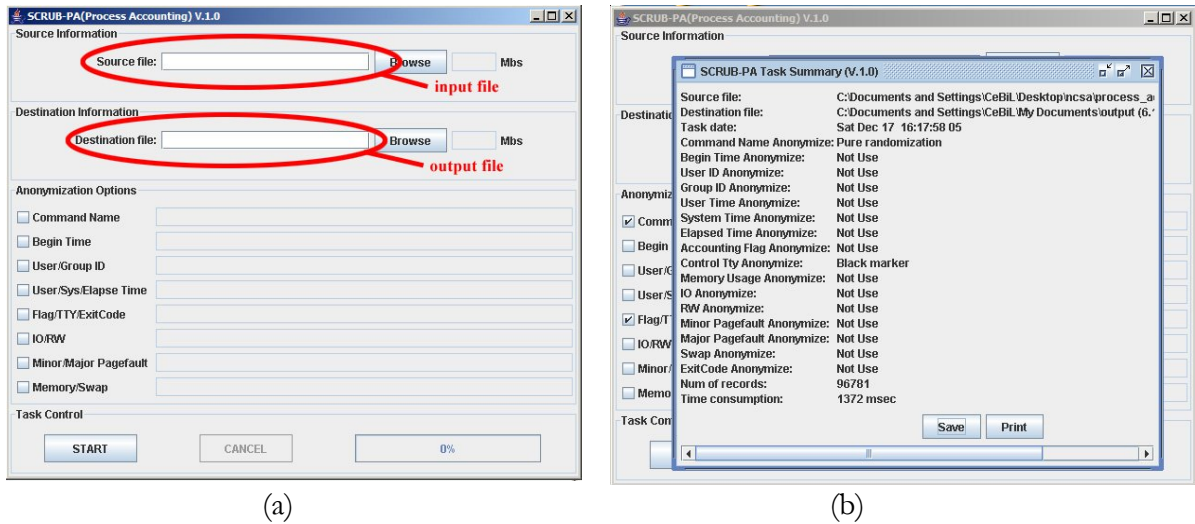 SCRUB-PA(Process Accounting) V.1.0
Source Information
Source file:
Browse
Mbs
input file
Destination Information
Destination file:
Browse
Mbs
output file
Anonymization Options
Command Name
Begin Time
User/Group ID
User/Sys/Elapse Time
Flag/TTY/ExitCode
IO/RW
Minor/Major Pagefault
Memory/Swap
Task Control
START
CANCEL
0%
(a)
SCRUB-PA(Process Accounting) V.1.0
Source Information
Destinatio
Anonymiz
Comm
Begin
User/G
User/S
Flag/T
IO/RW
Minor/
Memo
Task Con
SCRUB-PA Task Summary (V.1.0)
Source file: C:\Documents and Settings\CeBiL\Desktop\ncsa\process_a
Destination file: C:\Documents and Settings\CeBiL\My Documents\output (6.
Task date: Sat Dec 17 16:17:58 05
Command Name Anonymize: Pure randomization
Begin Time Anonymize: Not Use
User ID Anonymize: Not Use
Group ID Anonymize: Not Use
User Time Anonymize: Not Use
System Time Anonymize: Not Use
Elapsed Time Anonymize: Not Use
Accounting Flag Anonymize: Not Use
Control Tty Anonymize: Black marker
Memory Usage Anonymize: Not Use
IO Anonymize: Not Use
RW Anonymize: Not Use
Minor Pagefault Anonymize: Not Use
Major Pagefault Anonymize: Not Use
Swap Anonymize: Not Use
ExitCode Anonymize: Not Use
Num of records: 96781
Time consumption: 1372 msec
Save
Print
(b)